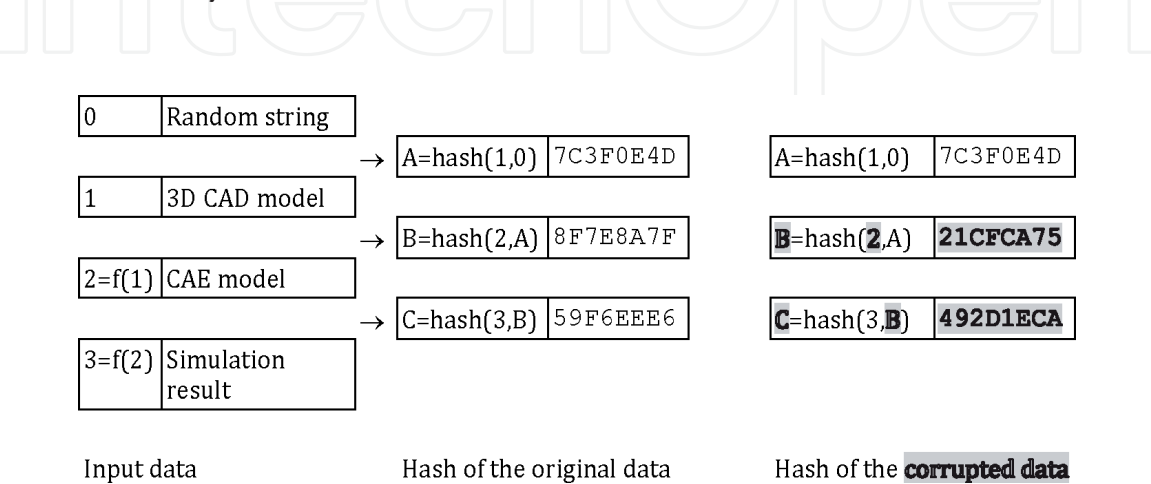 intechopen
0 Random string
→ A=hash(1,0) 7C3F0E4D A=hash(1,0) 7C3F0E4D
1 3D CAD model
→ B=hash(2,A) 8F7E8A7F B=hash(2,A) 21CFCA75
2=f(1) CAE model
→ C=hash(3,B) 59F6EEE6 C=hash(3,B) 492D1ECA
3=f(2) Simulation
result
Input data Hash of the original data Hash of the corrupted data